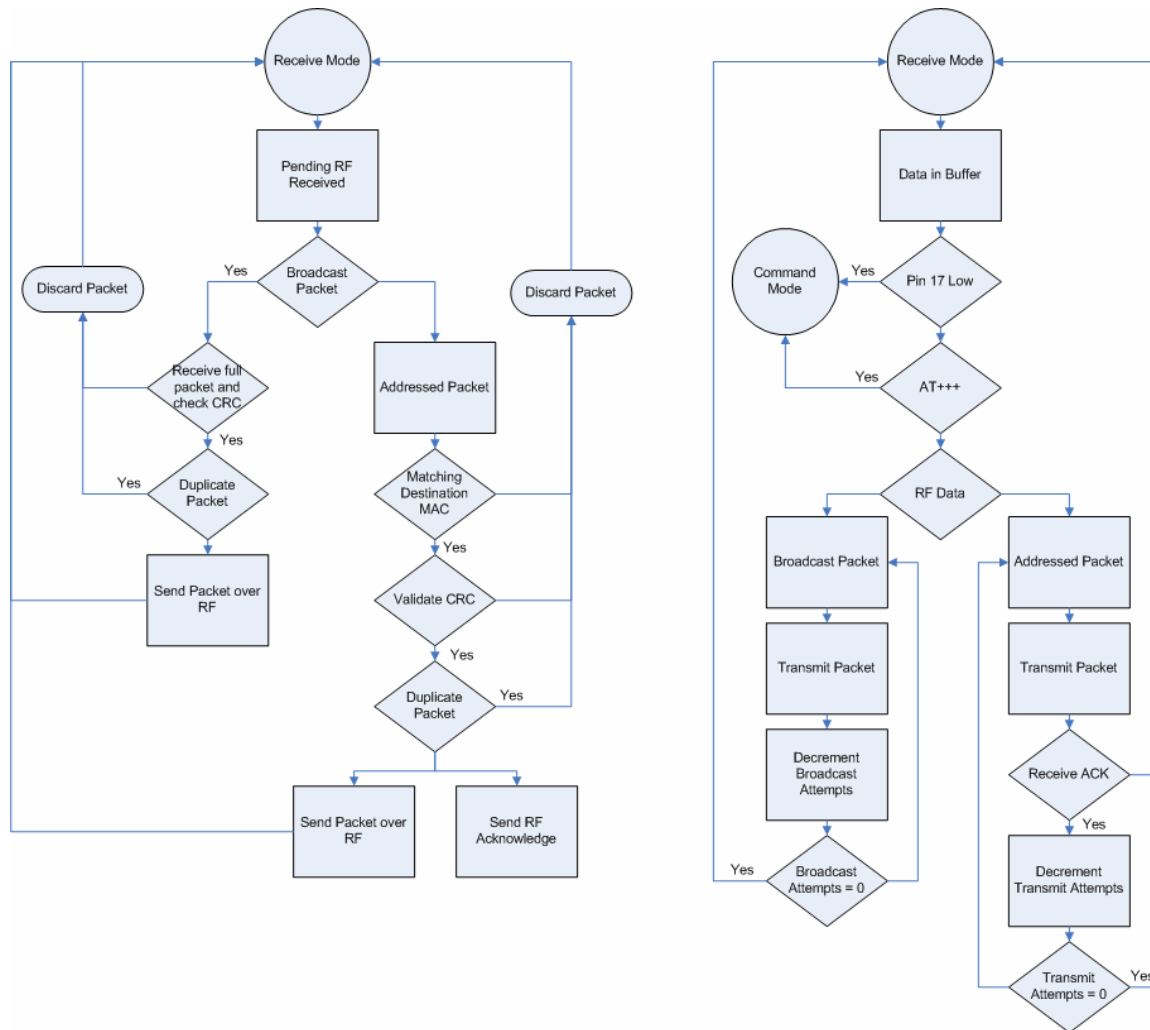 Receive Mode
Pending RF
Received
Yes
Broadcast
Packet
Discard Packet
Discard Packet
Receive full
packet and
check CRC
Addressed Packet
Yes
Yes
Duplicate
Packet
Matching
Destination
MAC
Yes
Send Packet over
RF
Validate CRC
Yes
Duplicate
Packet
Yes
Send Packet over
RF
Send RF
Acknowledge
Receive Mode
Data in Buffer
Command
Mode
Yes
Pin 17 Low
Yes
AT+++
RF Data
Broadcast Packet
Addressed Packet
Transmit Packet
Transmit Packet
Decrement
Broadcast
Attempts
Receive ACK
Yes
Yes
Broadcast
Attempts = 0
Decrement
Transmit Attempts
Transmit
Attempts = 0
Yes